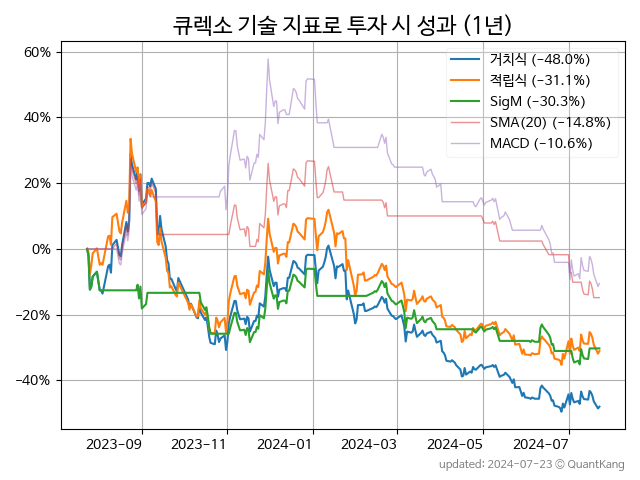 큐렉소 기술 지표로 투자 시 성과 (1년)
거치식 (−48.0%)
적립식 (−31.1%)
SigM (−30.3%)
SMA(20) (−14.8%)
MACD (−10.6%)
60%
40%
20%
0%
−20%
−40%
2023−09 2023−11 2024−01 2024−03 2024−05 2024−07
updated: 2024−07−23 © QuantKang